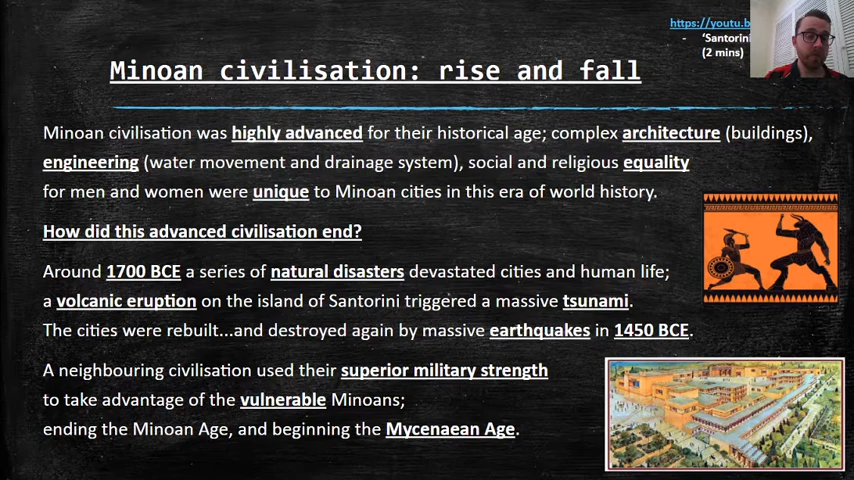 https://youtu.b
- 'Santorini
(2 mins)
Minoan civilisation: rise and fall
Minoan civilisation was highly advanced for their historical age; complex architecture (buildings),
engineering (water movement and drainage system), social and religious equality
for men and women were unique to Minoan cities in this era of world history.
How did this advanced civilisation end?
Around 1700 BCE a series of natural disasters devastated cities and human life;
a volcanic eruption on the island of Santorini triggered a massive tsunami.
The cities were rebuilt...and destroyed again by massive earthquakes in 1450 BCE.
A neighbouring civilisation used their superior military strength
to take advantage of the vulnerable Minoans;
ending the Minoan Age, and beginning the Mycenaean Age.